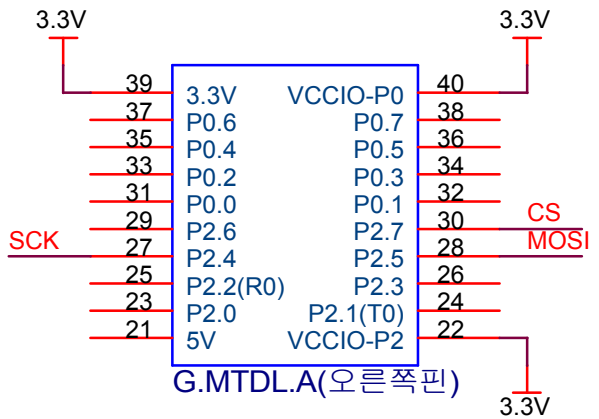 3.3V 3.3V
39 3.3V VCCIO-P0 40
37 P0.6 P0.7 38
35 P0.4 P0.5 36
33 P0.2 P0.3 34
31 P0.0 P0.1 32
29 P2.6 P2.7 30 CS
SCK 27 P2.4 P2.5 28 MOSI
25 P2.2(R0) P2.3 26
23 P2.0 P2.1(T0) 24
21 5V VCCIO-P2 22
G.MTDL.A(오른쪽핀)
3.3V